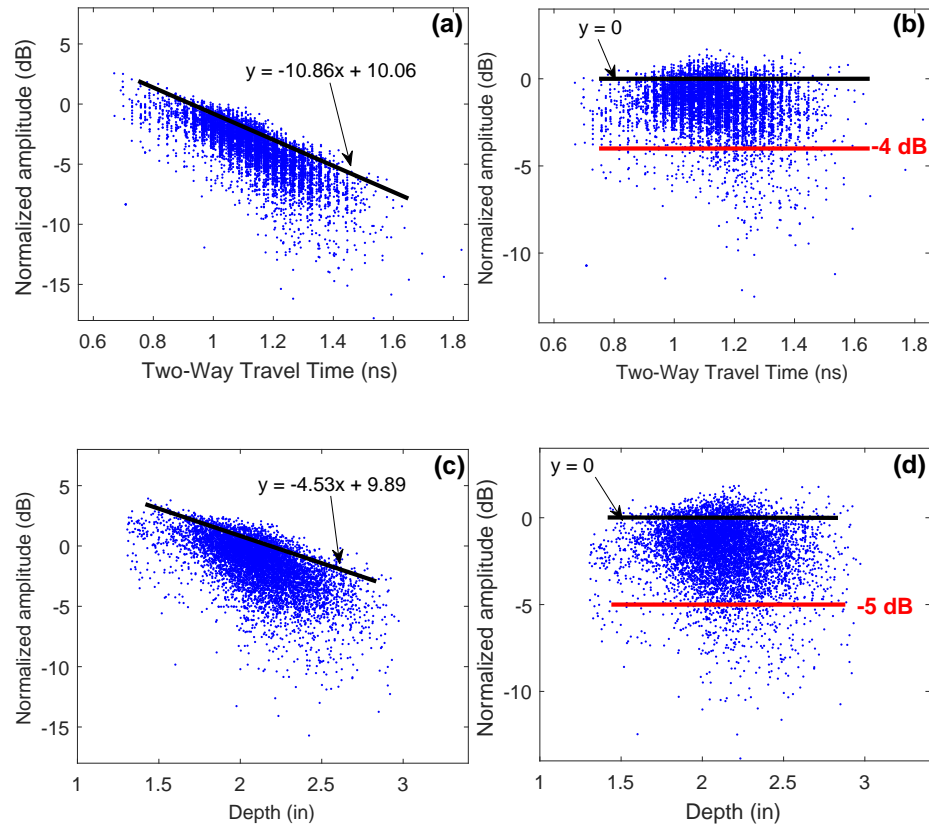 (a)
y = -10.86x + 10.06
Normalized amplitude (dB)
5
0
-5
-10
-15
0.6 0.8 1 1.2 1.4 1.6 1.8
Two-Way Travel Time (ns)
(b)
y = 0
-4 dB
Normalized amplitude (dB)
5
0
-5
-10
0.6 0.8 1 1.2 1.4 1.6 1.8
Two-Way Travel Time (ns)
(c)
y = -4.53x + 9.89
Normalized amplitude (dB)
5
0
-5
-10
-15
1 1.5 2 2.5 3
Depth (in)
(d)
y = 0
-5 dB
Normalized amplitude (dB)
5
0
-5
-10
1 1.5 2 2.5 3
Depth (in)